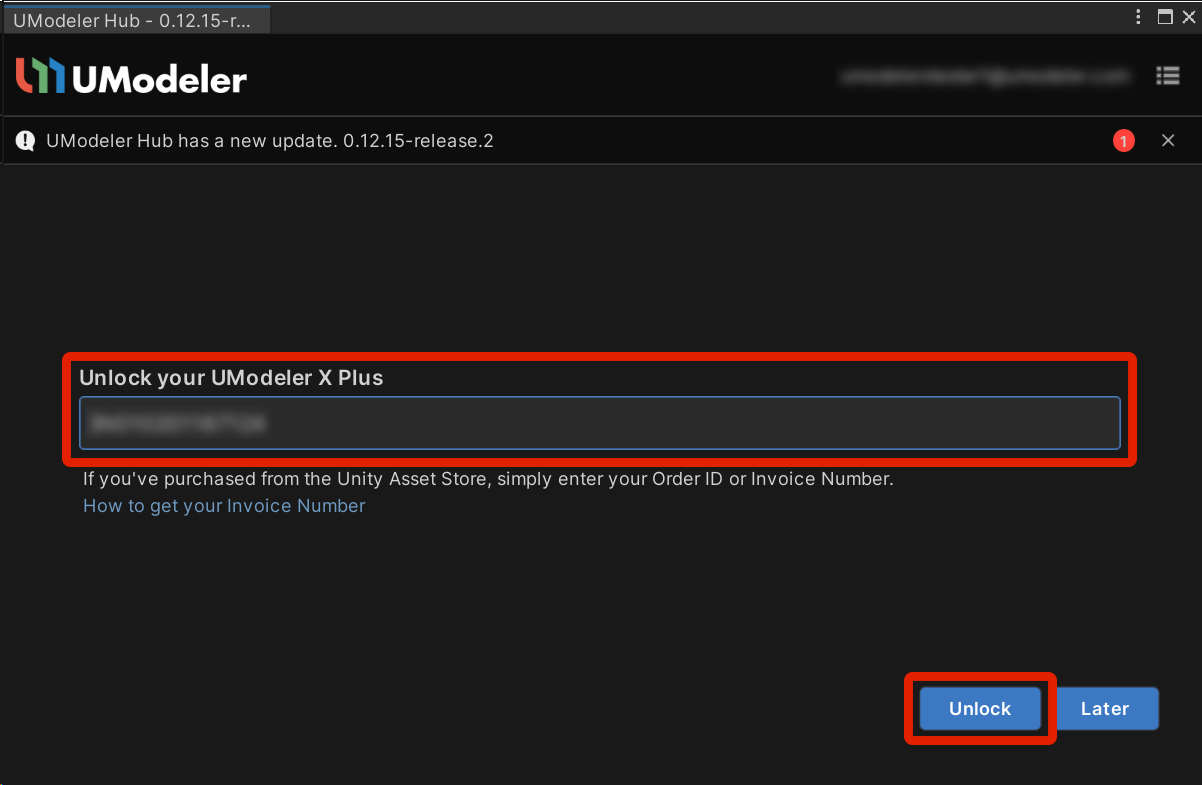 UModeler Hub - 0.12.15-r...
UModeler
UModeler Hub has a new update. 0.12.15-release.2
1
Unlock your UModeler X Plus
If you've purchased from the Unity Asset Store, simply enter your Order ID or Invoice Number.
How to get your Invoice Number
Unlock
Later